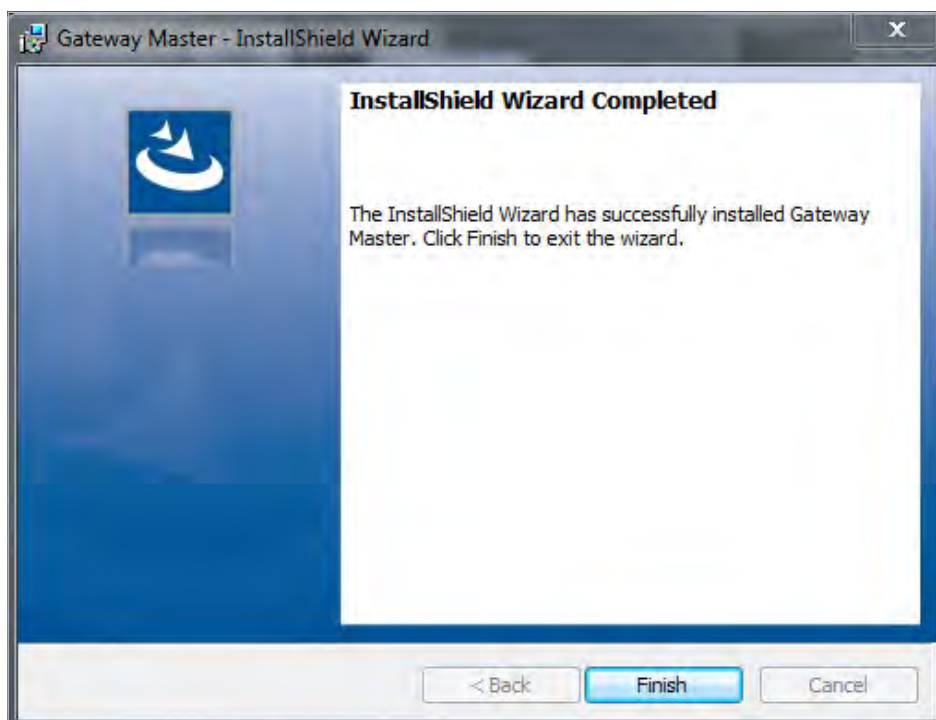 Gateway Master - InstallShield Wizard
x
InstallShield Wizard Completed
The InstallShield Wizard has successfully installed Gateway
Master. Click Finish to exit the wizard.
< Back
Finish
Cancel